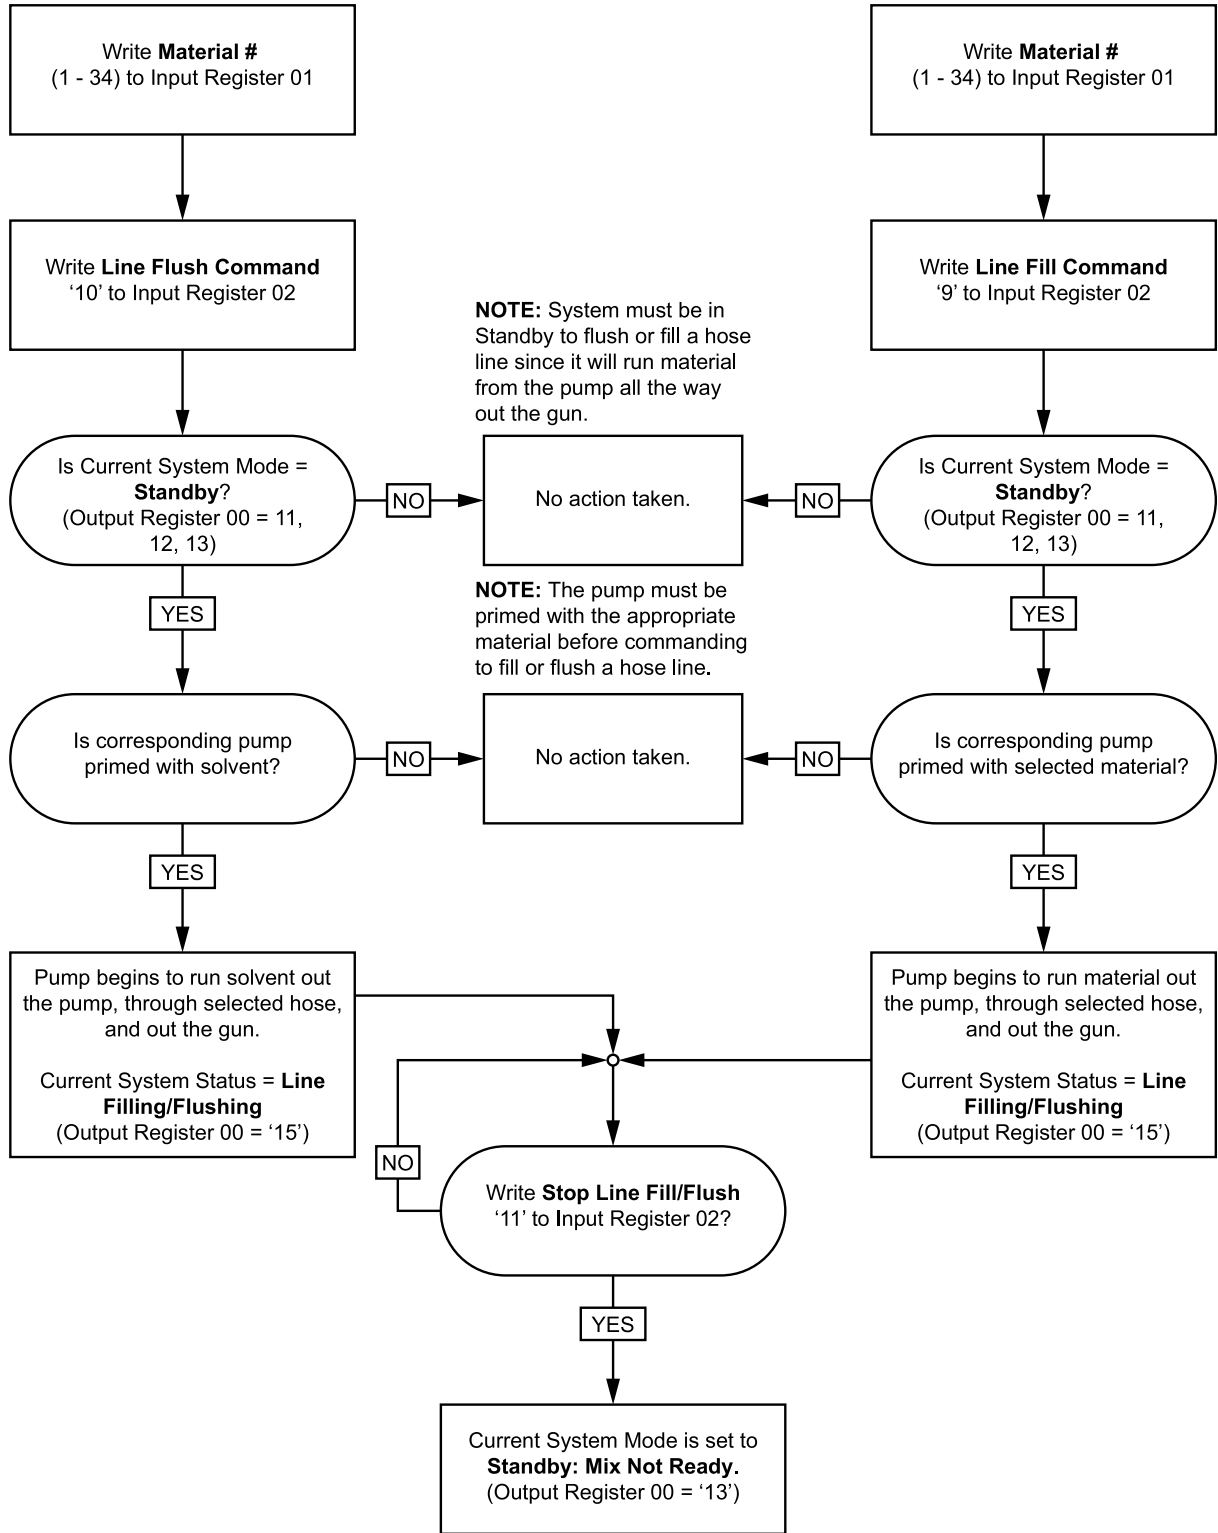 Write Material #
(1 - 34) to Input Register 01
Write Material #
(1 - 34) to Input Register 01
Write Line Flush Command
‘10’ to Input Register 02
Write Line Fill Command
‘9’ to Input Register 02
NOTE: System must be in
Standby to flush or fill a hose
line since it will run material
from the pump all the way
out the gun.
Is Current System Mode =
Standby?
(Output Register 00 = 11,
12, 13)
NO
No action taken.
NO
Is Current System Mode =
Standby?
(Output Register 00 = 11,
12, 13)
YES
NOTE: The pump must be
primed with the appropriate
material before commanding
to fill or flush a hose line.
YES
Is corresponding pump
primed with solvent?
NO
No action taken.
NO
Is corresponding pump
primed with selected material?
YES
YES
Pump begins to run solvent out
the pump, through selected hose,
and out the gun.
Current System Status = Line
Filling/Flushing
(Output Register 00 = ‘15’)
Pump begins to run material out
the pump, through selected hose,
and out the gun.
Current System Status = Line
Filling/Flushing
(Output Register 00 = ‘15’)
NO
Write Stop Line Fill/Flush
‘11’ to Input Register 02?
YES
Current System Mode is set to
Standby: Mix Not Ready.
(Output Register 00 = ‘13’)